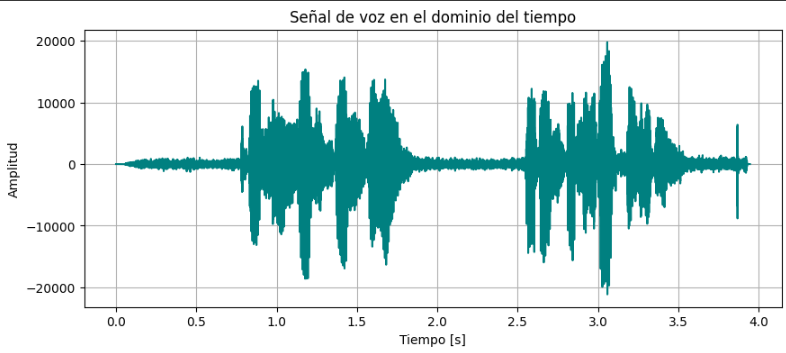 Señal de voz en el dominio del tiempo
20000
10000
0
−10000
−20000
Amplitud
0.0 0.5 1.0 1.5 2.0 2.5 3.0 3.5 4.0
Tiempo [s]